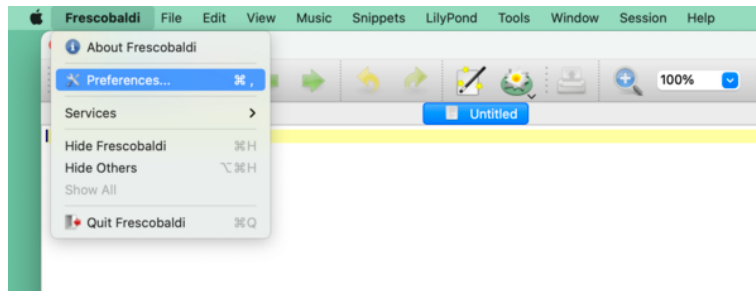 Frescobaldi File Edit View Music Snippets LilyPond Tools Window Session Help
About Frescobaldi
Preferences... ⌘ ,
100%
Services >
Untitled
Hide Frescobaldi ⌘H
Hide Others ⌥⌘H
Show All
Quit Frescobaldi ⌘Q